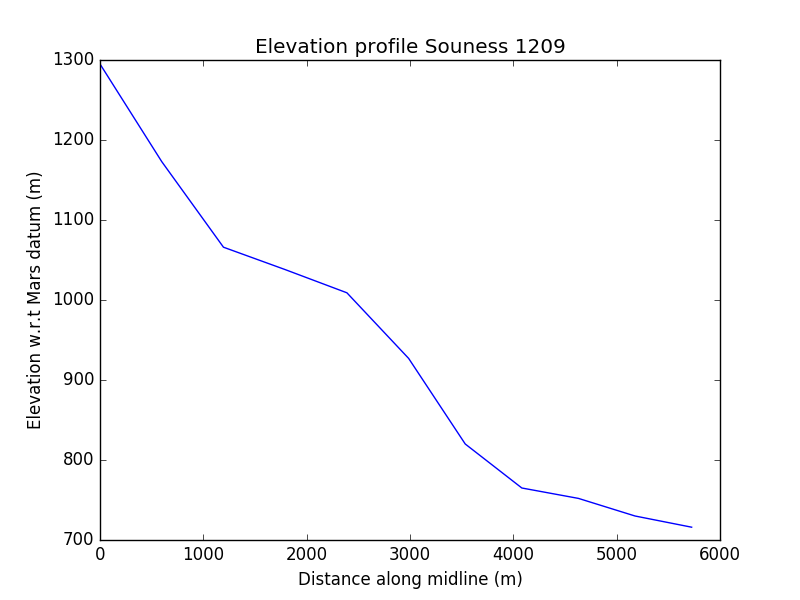 Elevation profile Souness 1209
1300
1200
1100
1000
900
800
700
Elevation w.r.t Mars datum (m)
0 1000 2000 3000 4000 5000 6000
Distance along midline (m)